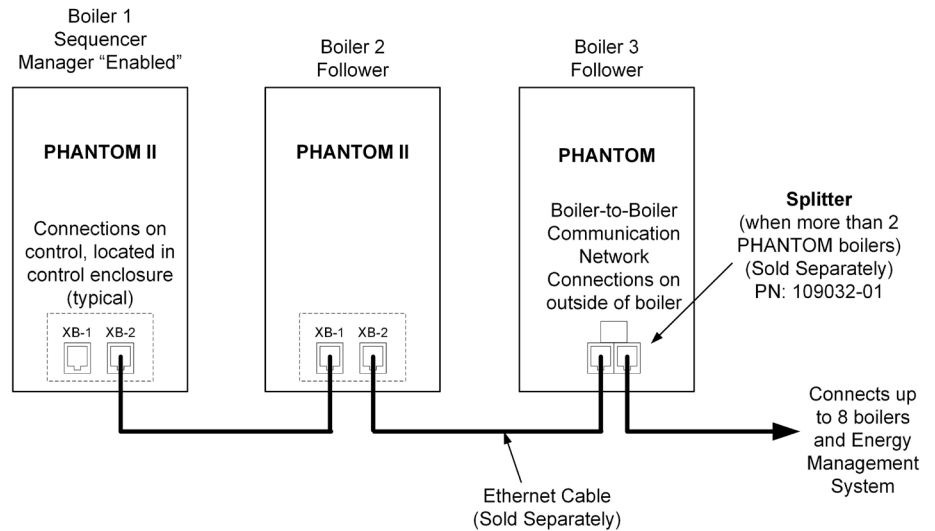 Boiler 1
Sequencer
Manager “Enabled”
Boiler 2
Follower
Boiler 3
Follower
PHANTOM II
Connections on
control, located in
control enclosure
(typical)
XB-1 XB-2
PHANTOM II
XB-1 XB-2
PHANTOM
Boiler-to-Boiler
Communication
Network
Connections on
outside of boiler
Splitter
(when more than 2
PHANTOM boilers)
(Sold Separately)
PN: 109032-01
Connects up
to 8 boilers
and Energy
Management
System
Ethernet Cable
(Sold Separately)